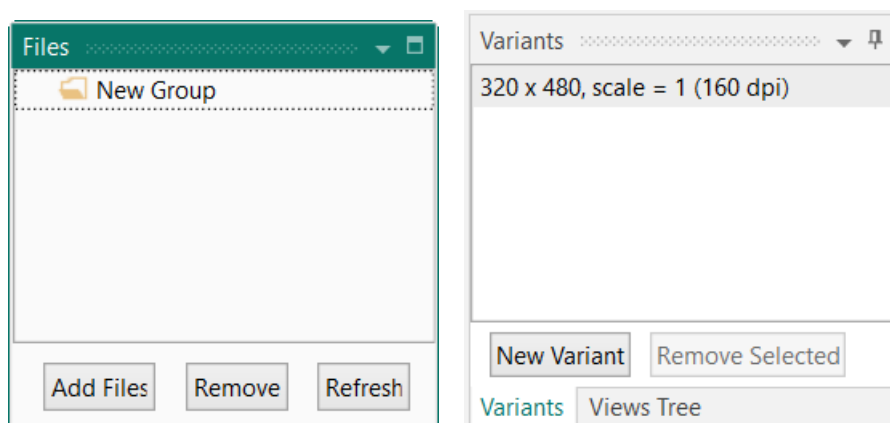 Files
New Group
Add Files Remove Refresh
Variants
320 x 480, scale = 1 (160 dpi)
New Variant Remove Selected
Variants Views Tree